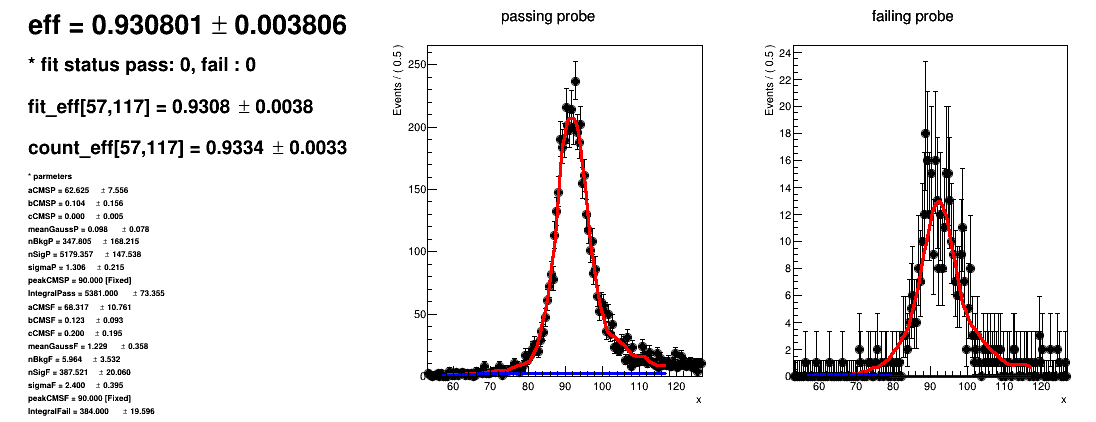 eff = 0.930801 ± 0.003806
* fit status pass: 0, fail : 0
fit_eff[57,117] = 0.9308 ± 0.0038
count_eff[57,117] = 0.9334 ± 0.0033
* parmeters
aCMSP = 62.625 ± 7.556
bCMSP = 0.104 ± 0.156
cCMSP = 0.000 ± 0.005
meanGaussP = 0.098 ± 0.078
nBkgP = 347.805 ± 168.215
nSigP = 5179.357 ± 147.538
sigmaP = 1.306 ± 0.215
peakCMSP = 90.000 [Fixed]
IntegralPass = 5381.000 ± 73.355
aCMSF = 68.317 ± 10.761
bCMSF = 0.123 ± 0.093
cCMSF = 0.200 ± 0.195
meanGaussF = 1.229 ± 0.358
nBkgF = 5.964 ± 3.532
nSigF = 387.521 ± 20.060
sigmaF = 2.400 ± 0.395
peakCMSF = 90.000 [Fixed]
IntegralFail = 384.000 ± 19.596
passing probe
Events / ( 0.5 )
250
200
150
100
50
0
60 70 80 90 100 110 120
x
failing probe
Events / ( 0.5 )
24
22
20
18
16
14
12
10
8
6
4
2
0
60 70 80 90 100 110 120
x